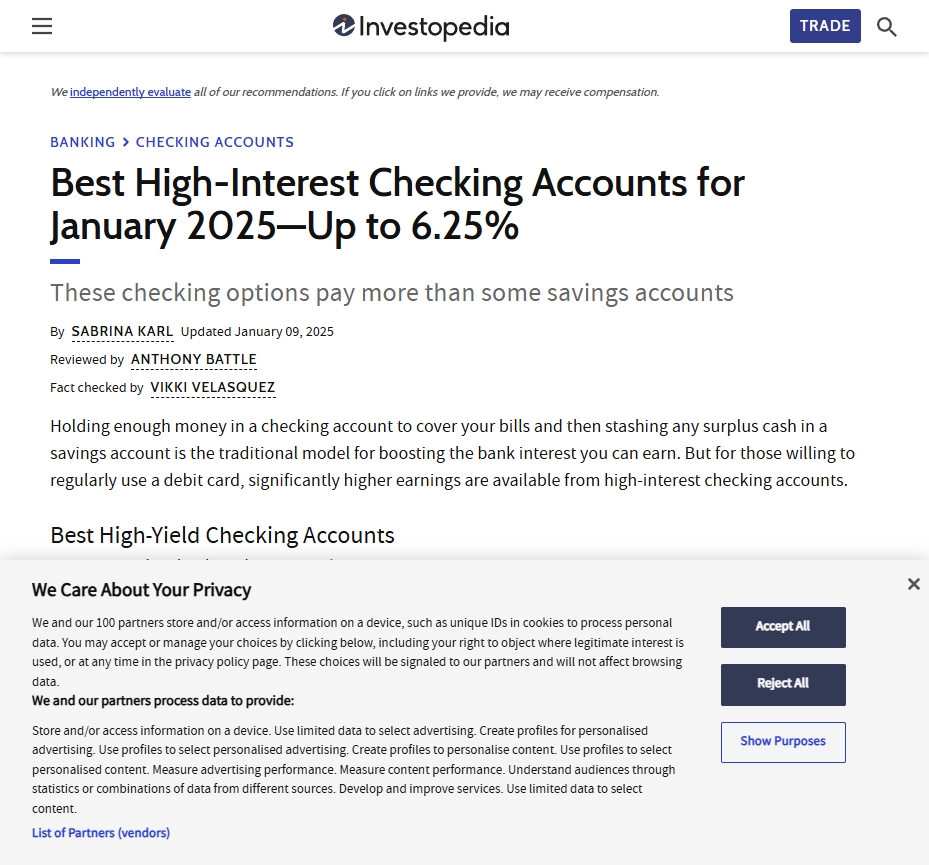 Investopedia
TRADE
We independently evaluate all of our recommendations. If you click on links we provide, we may receive compensation.
BANKING > CHECKING ACCOUNTS
Best High-Interest Checking Accounts for
January 2025—Up to 6.25%
These checking options pay more than some savings accounts
By SABRINA KARL Updated January 09, 2025
Reviewed by ANTHONY BATTLE
Fact checked by VIKKI VELASQUEZ
Holding enough money in a checking account to cover your bills and then stashing any surplus cash in a
savings account is the traditional model for boosting the bank interest you can earn. But for those willing to
regularly use a debit card, significantly higher earnings are available from high-interest checking accounts.
Best High-Yield Checking Accounts
We Care About Your Privacy
We and our 100 partners store and/or access information on a device, such as unique IDs in cookies to process personal
data. You may accept or manage your choices by clicking below, including your right to object where legitimate interest is
used, or at any time in the privacy policy page. These choices will be signaled to our partners and will not affect browsing
data.
We and our partners process data to provide:
Store and/or access information on a device. Use limited data to select advertising. Create profiles for personalised
advertising. Use profiles to select personalised advertising. Create profiles to personalise content. Use profiles to select
personalised content. Measure advertising performance. Measure content performance. Understand audiences through
statistics or combinations of data from different sources. Develop and improve services. Use limited data to select
content.
List of Partners (vendors)
Accept All
Reject All
Show Purposes